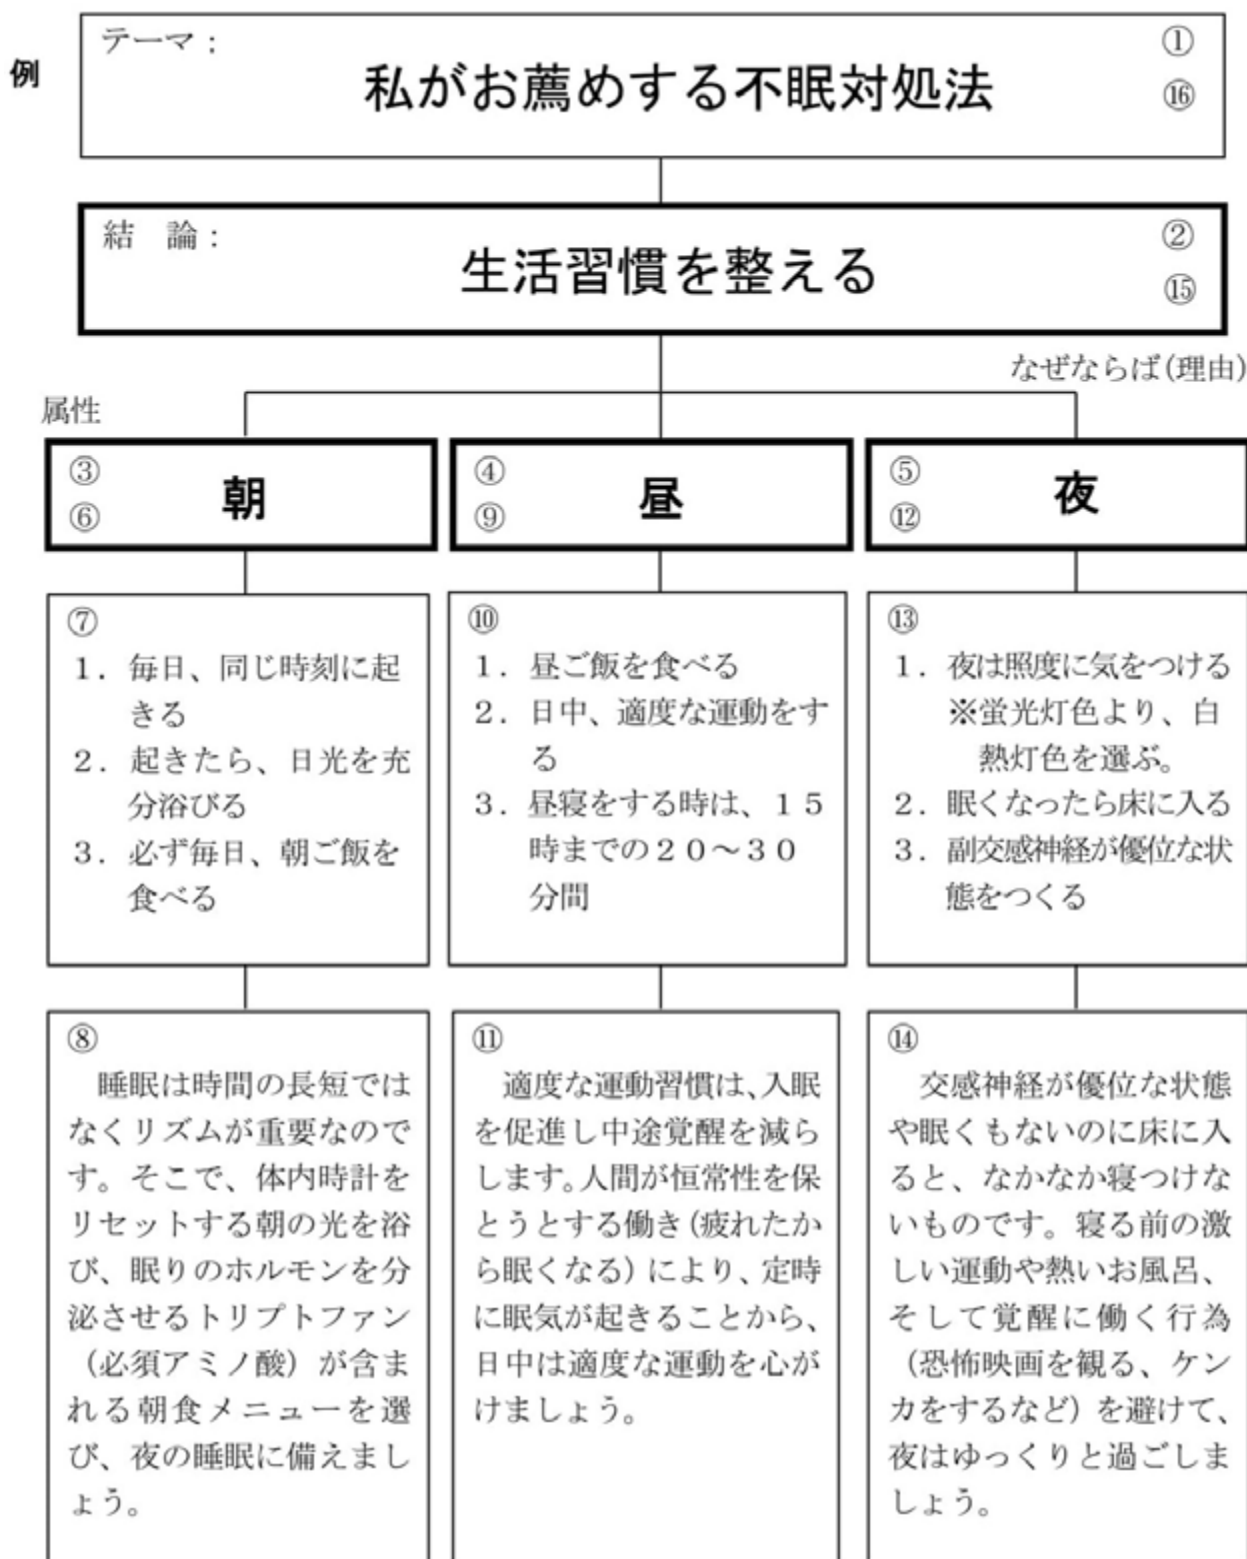 例
テーマ：
①
私がお薦めする不眠対処法
⑯
結　論：
②
生活習慣を整える
⑮
なぜならば(理由)
属性
③
⑥
朝
④
⑨
昼
⑤
⑫
夜
⑦
１．毎日、同じ時刻に起
きる
２．起きたら、日光を充
分浴びる
３．必ず毎日、朝ご飯を
食べる
⑩
１．昼ご飯を食べる
２．日中、適度な運動をす
る
３．昼寝をする時は、１５
時までの２０～３０
分間
⑬
１．夜は照度に気をつける
※蛍光灯色より、白
熱灯色を選ぶ。
２．眠くなったら床に入る
３．副交感神経が優位な状
態をつくる
⑧
睡眠は時間の長短では
なくリズムが重要なので
す。そこで、体内時計を
リセットする朝の光を浴
び、眠りのホルモンを分
泌させるトリプトファン
（必須アミノ酸）が含ま
れる朝食メニューを選
び、夜の睡眠に備えまし
ょう。
⑪
適度な運動習慣は、入眠
を促進し中途覚醒を減ら
します。人間が恒常性を保
とうとする働き(疲れたか
ら眠くなる)により、定時
に眠気が起きることから、
日中は適度な運動を心が
けましょう。
⑭
交感神経が優位な状態
や眠くもないのに床に入
ると、なかなか寝つけな
いものです。寝る前の激
しい運動や熱いお風呂、
そして覚醒に働く行為
（恐怖映画を観る、ケン
カをするなど）を避けて、
夜はゆっくりと過ごしま
しょう。